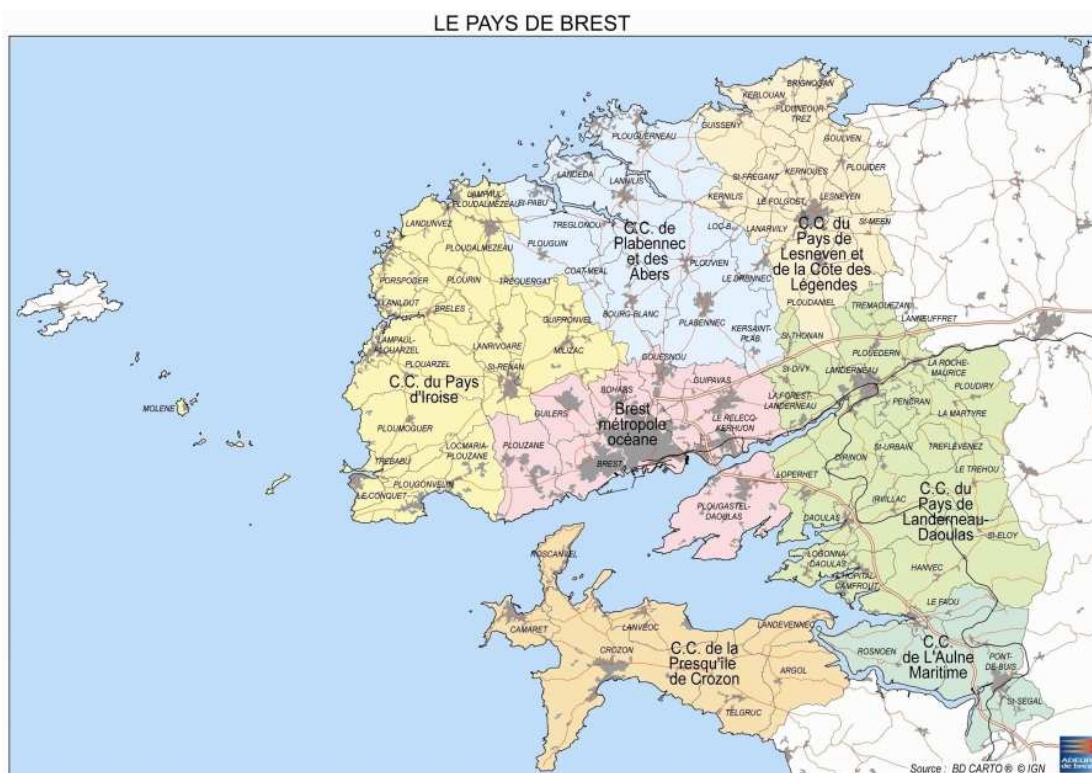 LE PAYS DE BREST
BRIGNOGAN
KERLOUAN
PLOUNEOUR-
TREZ
GUISSENY
GOULVEN
PLOUGUERNEAU
PLOUIDER
LANDEDA
LANNILIS
ST-FREGANT
KERNOUES
LESNEVEN
KERNILIS
LE FOLGOET
ST-MEEN
LAMPAUL-
PLOUDALMEZEAU
ST-PABU
LANDUNVEZ
TREGLONOU
LOC-B.
LANARVILY
C.C. du
Pays de
Lesneven et
de la Côte des
Légendes
C.C. de
Plabennec
et des
Abers
PLOUDALMEZEAU
PLOUGUIN
PLOUVIEN
LE DRENNEC
COAT-MEAL
TREOUERGAT
PORSPODER
PLOURIN
LANILDUT
BRELES
PLOUDANIEL
TREMAOUEZAN
LANNEUFFRET
BOURG-BLANC
PLABENNEC
KERSAINT-
PLAB.
GUIPRONVEL
MILIZAC
LANRIVOARE
LAMPAUL-
PLOUARZEL
PLOUARZEL
ST-RENAN
C.C. du Pays
d'Iroise
ST-THONAN
PLOUEDERN
GOUESNOU
ST-DIVY
LANDERNEAU
LA ROCHE-
MAURICE
PLOUDIRY
GUIPAVAS
BOHARS
LA FOREST-
LANDERNEAU
PENCRAN
LA MARTYRE
MOLENE
GUILERS
Brest
métropole
océane
LE RELECQ-
KERHUON
PLOUMOGUER
LOCMARIA-
PLOUZANE
PLOUZANE
BREST
ST-URBAIN
TREFLEVENEZ
DIRINON
TREBABU
PLOUGONVELIN
LE CONQUET
LOPERHET
LE TREHOU
IRVILLAC
C.C. du
Pays de
Landerneau-
Daoulas
PLOUGASTEL-
DAOULAS
DAOULAS
ST-ELOY
ROSCANVEL
LOGONNA-
DAOULAS
L'HOPITAL-
CAMFROUT
HANVEC
LE FAOU
CAMARET
LANVEOC
LANDEVENNEC
CROZON
C.C. de la
Presqu'île
de Crozon
ARGOL
TELGRUC
ROSNOEN
C.C.
de L'Aulne
Maritime
PONT-
DE-BUIS
ST-SEGAL
Source : BD CARTO ® © IGN
ADEUPa
de Brest